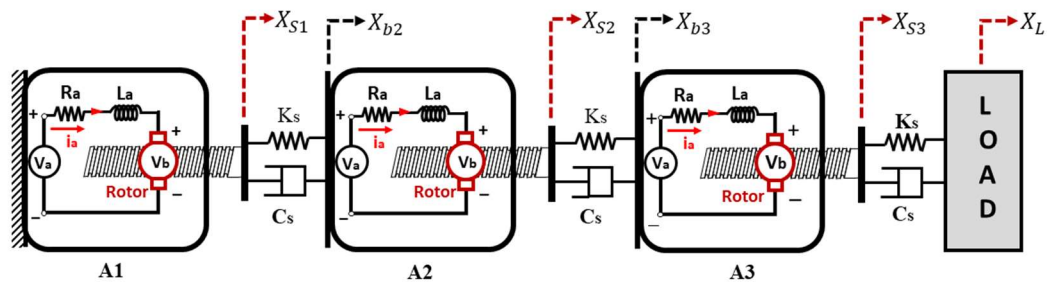 X_S1 X_b2 X_S2 X_b3 X_S3 X_L
Ra La Ks Ra La Ks Ra La Ks
+ + + + + +
ia ia ia
Va Vb Va Vb Va Vb
Rotor Rotor Rotor
− − − − − −
Cs Cs Cs
L
O
A
D
A1 A2 A3